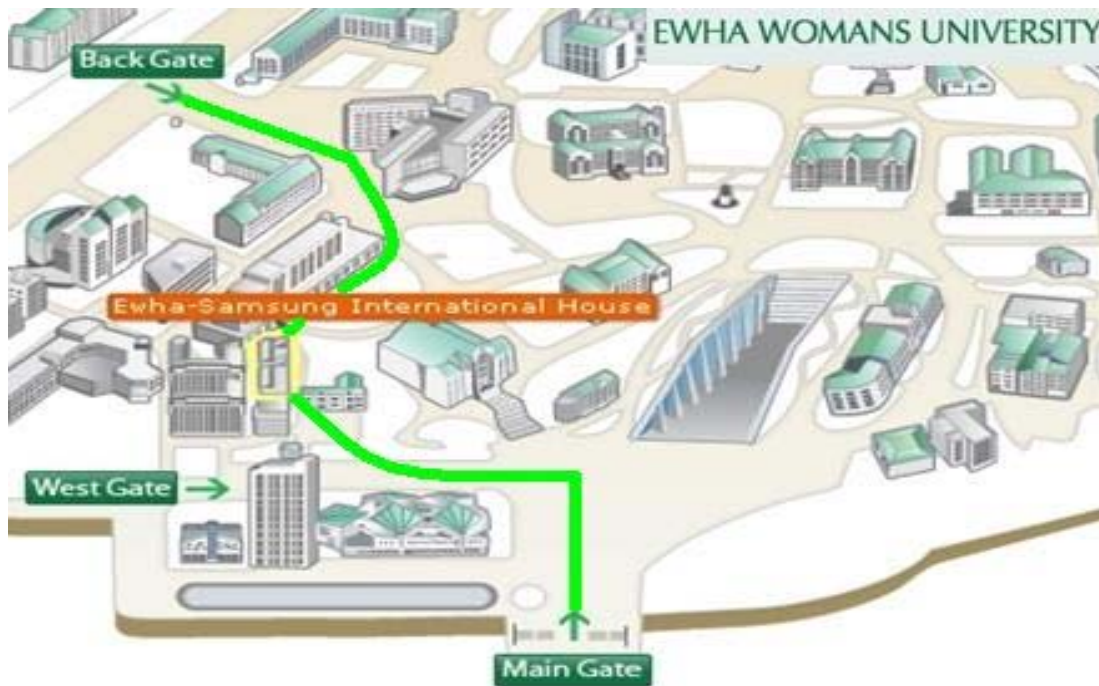 EWHA WOMANS UNIVERSITY
Back Gate
Ewha-Samsung International House
West Gate
Main Gate